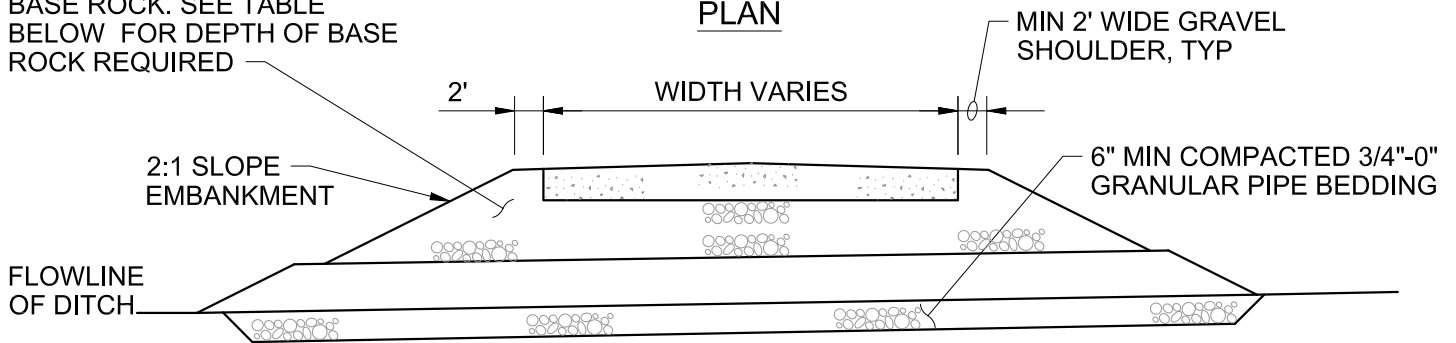 BASE ROCK. SEE TABLE
BELOW FOR DEPTH OF BASE
ROCK REQUIRED
PLAN
MIN 2' WIDE GRAVEL
SHOULDER, TYP
2'
WIDTH VARIES
2:1 SLOPE
EMBANKMENT
6" MIN COMPACTED 3/4"-0"
GRANULAR PIPE BEDDING
FLOWLINE
OF DITCH